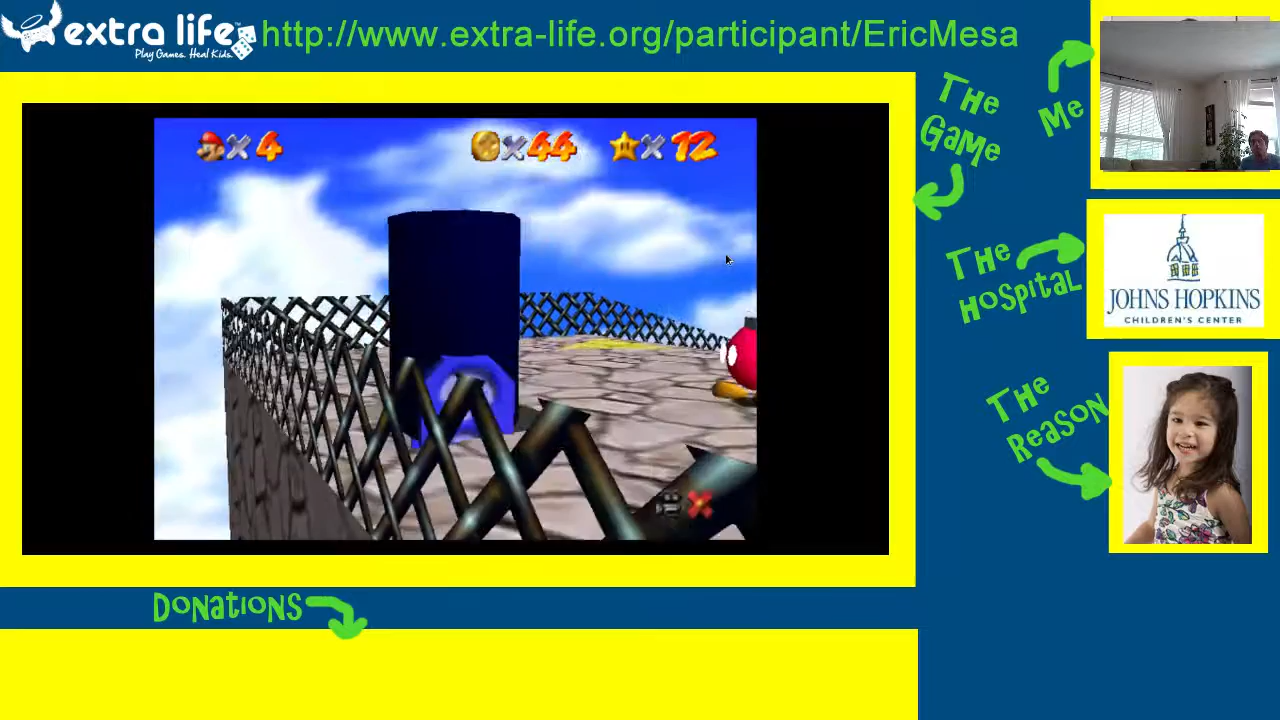 extra life
Play Games. Heal Kids.
http://www.extra-life.org/participant/EricMesa
x 4
x 44
x 12
The
Game
Me
The
Hospital
JOHNS HOPKINS
CHILDREN'S CENTER
The
Reason
Donations